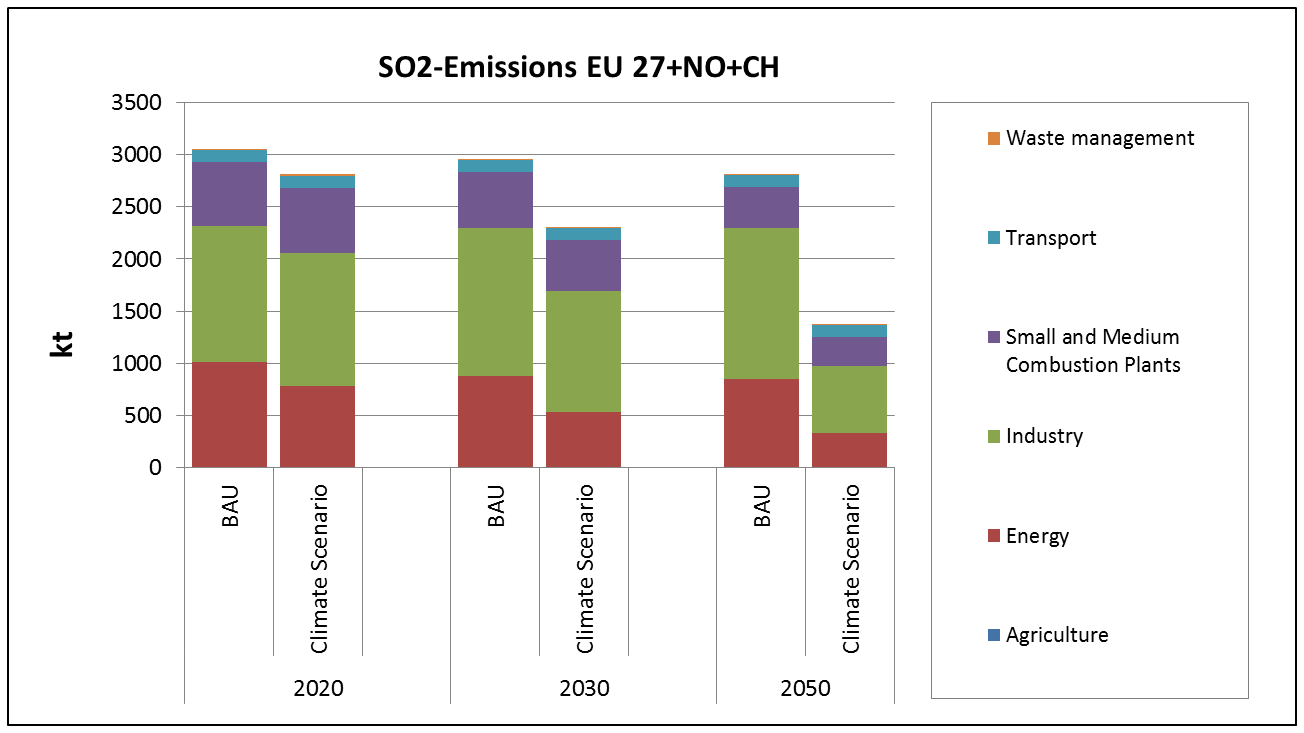 SO2-Emissions EU 27+NO+CH
kt
3500
3000
2500
2000
1500
1000
500
0
BAU
Climate Scenario
BAU
Climate Scenario
BAU
Climate Scenario
2020
2030
2050
Waste management
Transport
Small and Medium
Combustion Plants
Industry
Energy
Agriculture